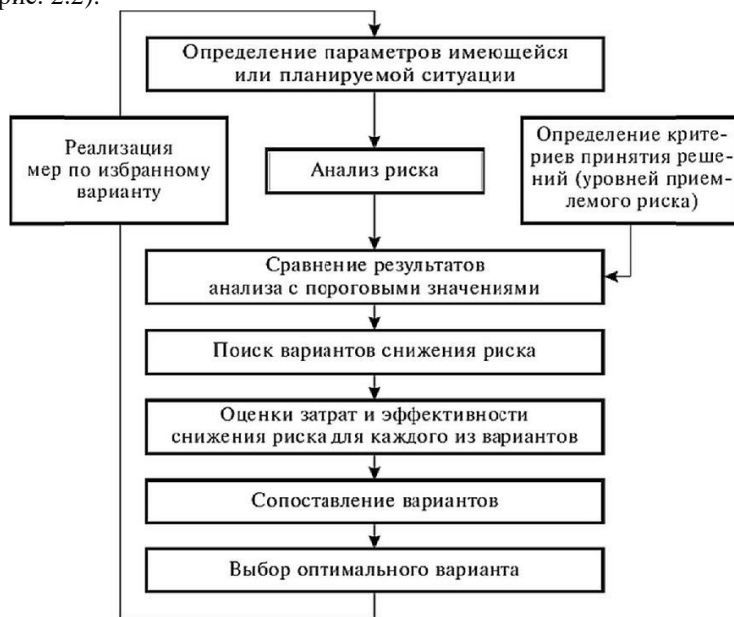 рис. 2.2).
Определение параметров имеющейся
или планируемой ситуации
Реализация
мер по избранному
варианту
Анализ риска
Определение крите-
риев принятия реше-
ний (уровней прием-
лемого риска)
Сравнение результатов
анализа с пороговыми значениями
Поиск вариантов снижения риска
Оценки затрат и эффективности
снижения риска для каждого из вариантов
Сопоставление вариантов
Выбор оптимального варианта